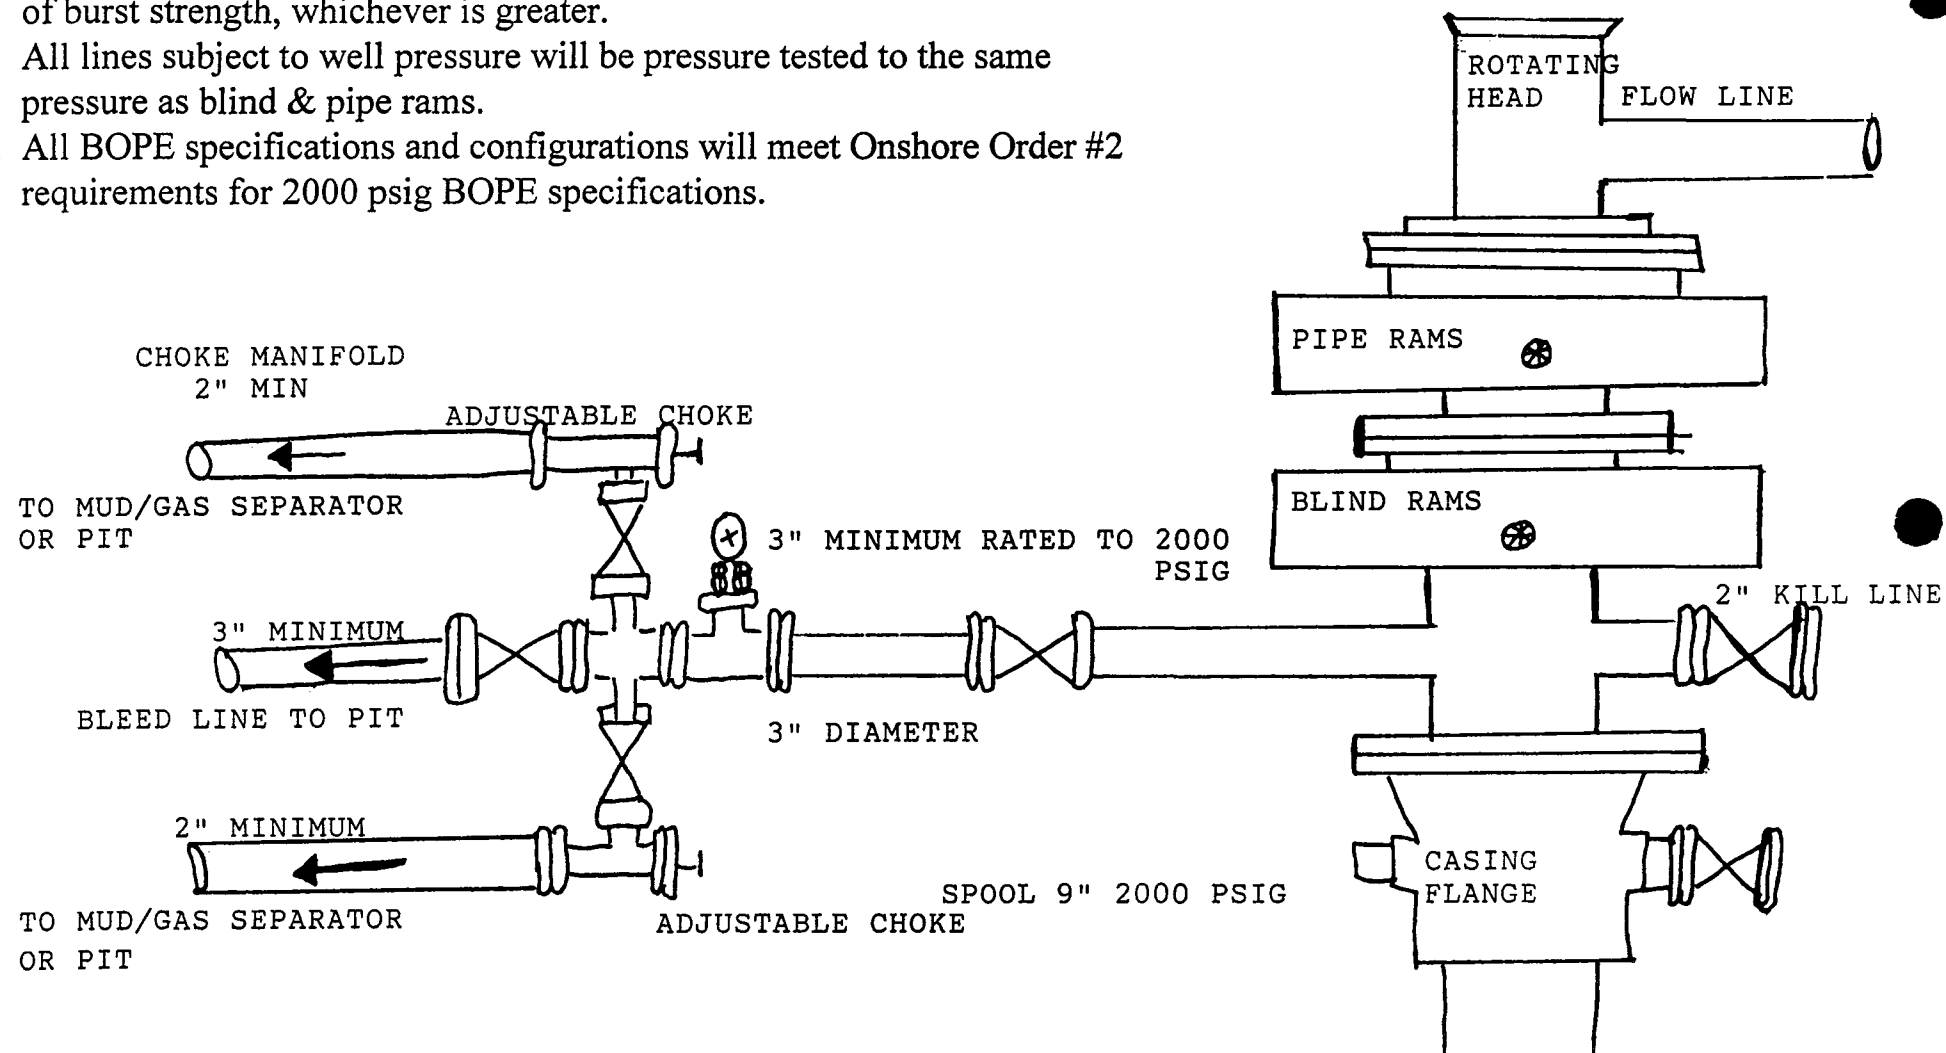 of burst strength, whichever is greater.
All lines subject to well pressure will be pressure tested to the same
pressure as blind & pipe rams.
All BOPE specifications and configurations will meet Onshore Order #2
requirements for 2000 psig BOPE specifications.
ROTATING
HEAD
FLOW LINE
PIPE RAMS
CHOKE MANIFOLD
2" MIN
ADJUSTABLE CHOKE
TO MUD/GAS SEPARATOR
OR PIT
3" MINIMUM RATED TO 2000
PSIG
BLIND RAMS
2" KILL LINE
3" MINIMUM
BLEED LINE TO PIT
3" DIAMETER
2" MINIMUM
TO MUD/GAS SEPARATOR
OR PIT
ADJUSTABLE CHOKE
SPOOL 9" 2000 PSIG
CASING
FLANGE